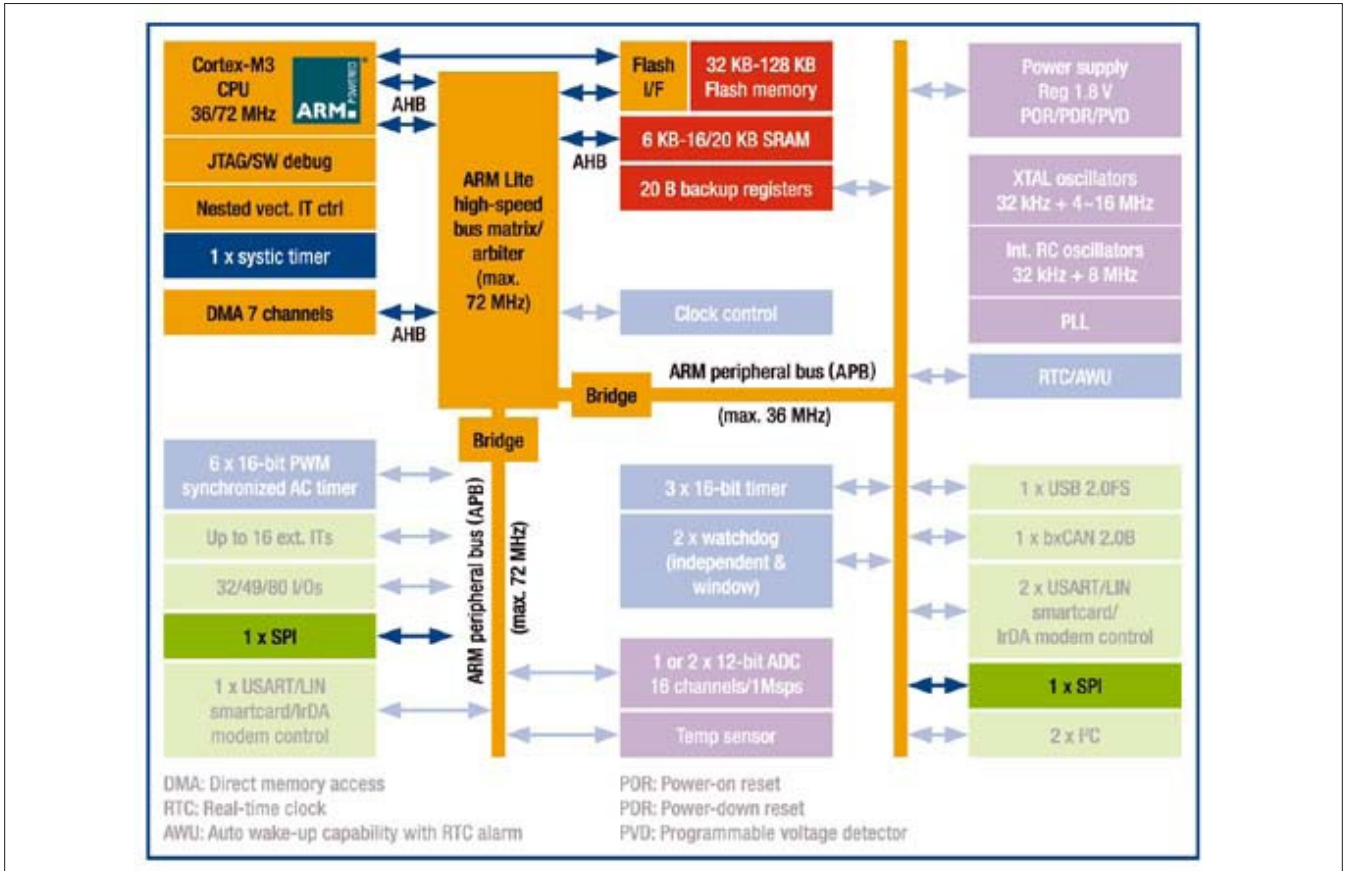 Cortex-M3
CPU
36/72 MHz
ARM
POWERED
®
JTAG/SW debug
Nested vect. IT ctrl
1 x systic timer
DMA 7 channels
AHB
AHB
ARM Lite
high-speed
bus matrix/
arbiter
(max.
72 MHz)
Flash
I/F
32 KB-128 KB
Flash memory
AHB
6 KB-16/20 KB SRAM
20 B backup registers
Clock control
Power supply
Reg 1.8 V
POR/PDR/PVD
XTAL oscillators
32 kHz + 4~16 MHz
Int. RC oscillators
32 kHz + 8 MHz
PLL
RTC/AWU
Bridge
ARM peripheral bus (APB)
(max. 36 MHz)
Bridge
ARM peripheral bus (APB)
(max. 72 MHz)
6 x 16-bit PWM
synchronized AC timer
Up to 16 ext. ITs
32/49/80 I/Os
1 x SPI
1 x USART/LIN
smartcard/IrDA
modem control
3 x 16-bit timer
2 x watchdog
(independent &
window)
1 or 2 x 12-bit ADC
16 channels/1Msps
Temp sensor
1 x USB 2.0FS
1 x bxCAN 2.0B
2 x USART/LIN
smartcard/
IrDA modem control
1 x SPI
2 x I²C
DMA: Direct memory access
RTC: Real-time clock
AWU: Auto wake-up capability with RTC alarm
POR: Power-on reset
PDR: Power-down reset
PVD: Programmable voltage detector